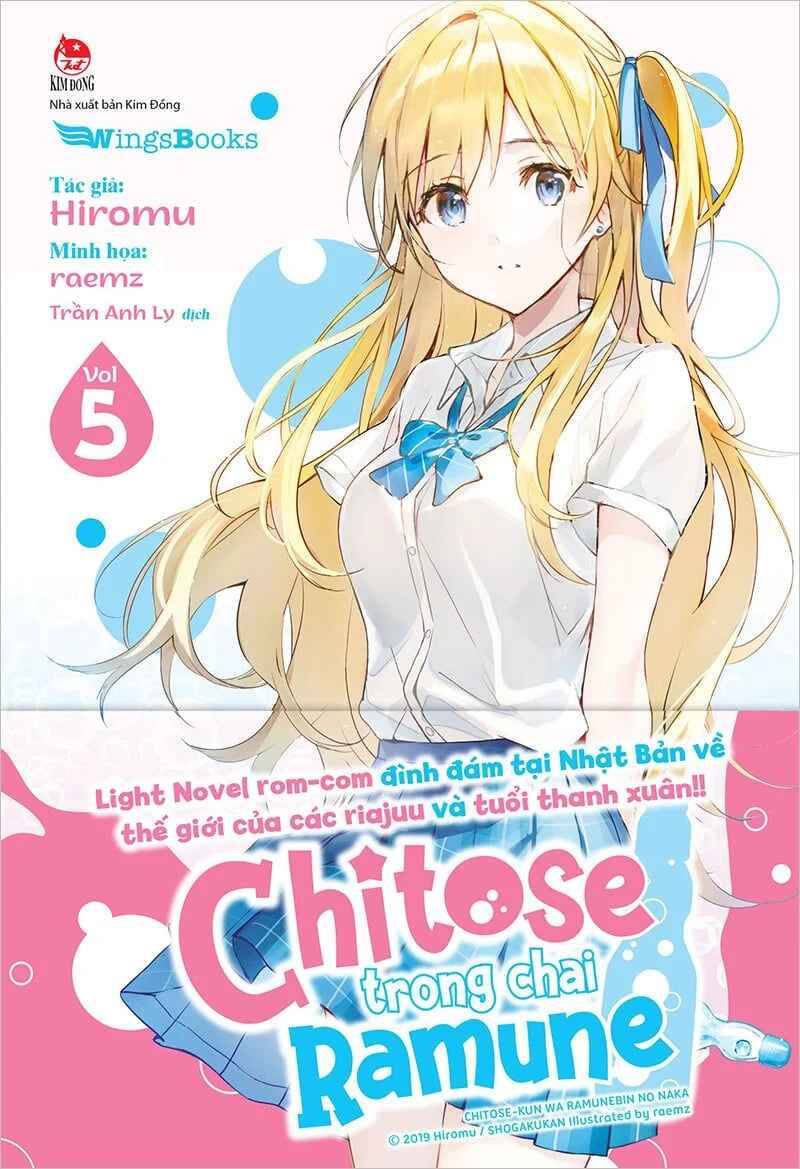 KIM ĐỒNG
Nhà xuất bản Kim Đồng
WingsBooks
Tác giả:
Hiromu
Minh họa:
raemz
Trần Anh Ly dịch
Vol
5
Light Novel rom-com đình đám tại Nhật Bản về
thế giới của các riajuu và tuổi thanh xuân!!
Chitose
trong chai
Ramune
CHITOSE-KUN WA RAMUNEBIN NO NAKA
© 2019 Hiromu / SHOGAKUKAN Illustrated by raemz